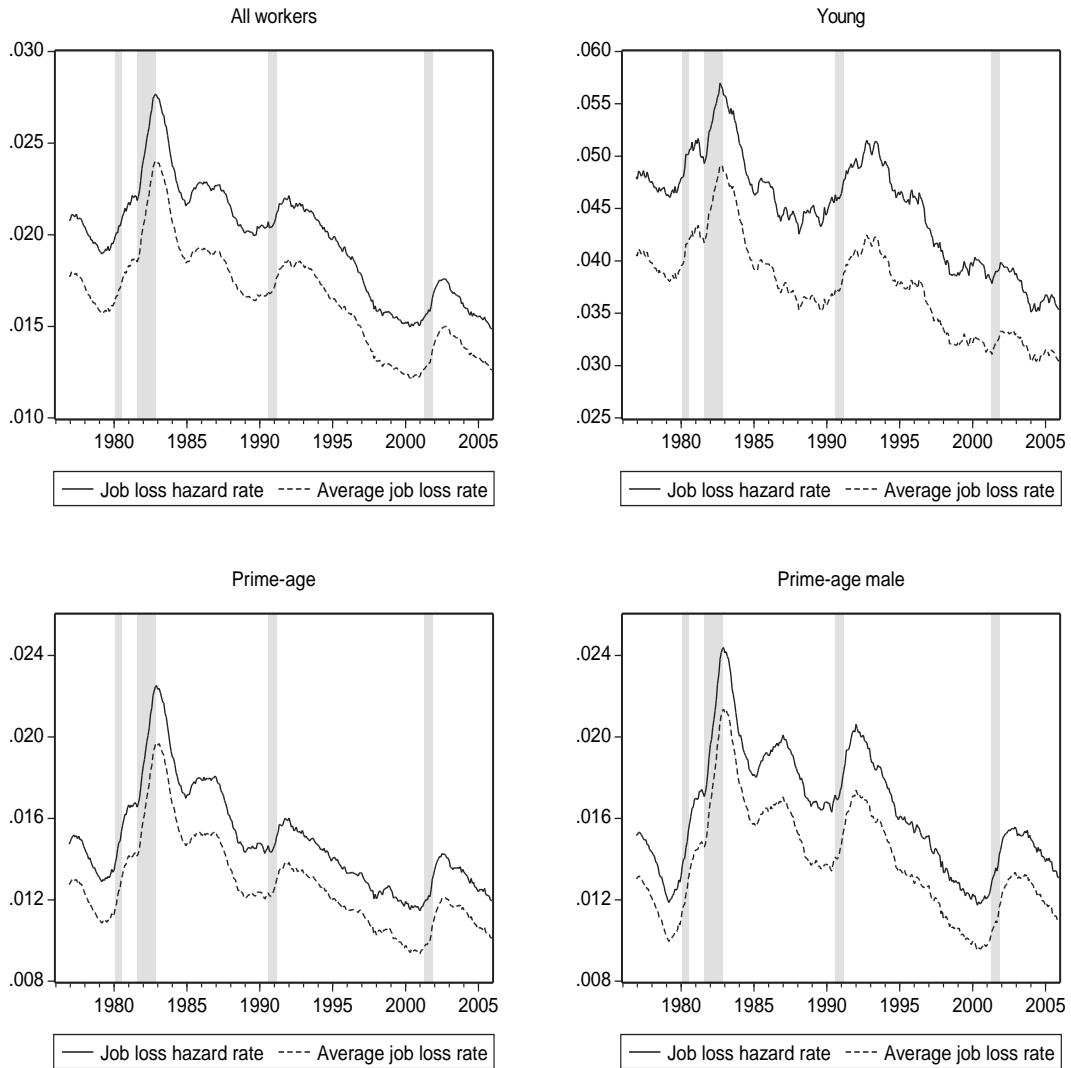 All workers
.030
.025
.020
.015
.010
1980 1985 1990 1995 2000 2005
Job loss hazard rate Average job loss rate
Young
.060
.055
.050
.045
.040
.035
.030
.025
1980 1985 1990 1995 2000 2005
Job loss hazard rate Average job loss rate
Prime-age
.024
.020
.016
.012
.008
1980 1985 1990 1995 2000 2005
Job loss hazard rate Average job loss rate
Prime-age male
.024
.020
.016
.012
.008
1980 1985 1990 1995 2000 2005
Job loss hazard rate Average job loss rate